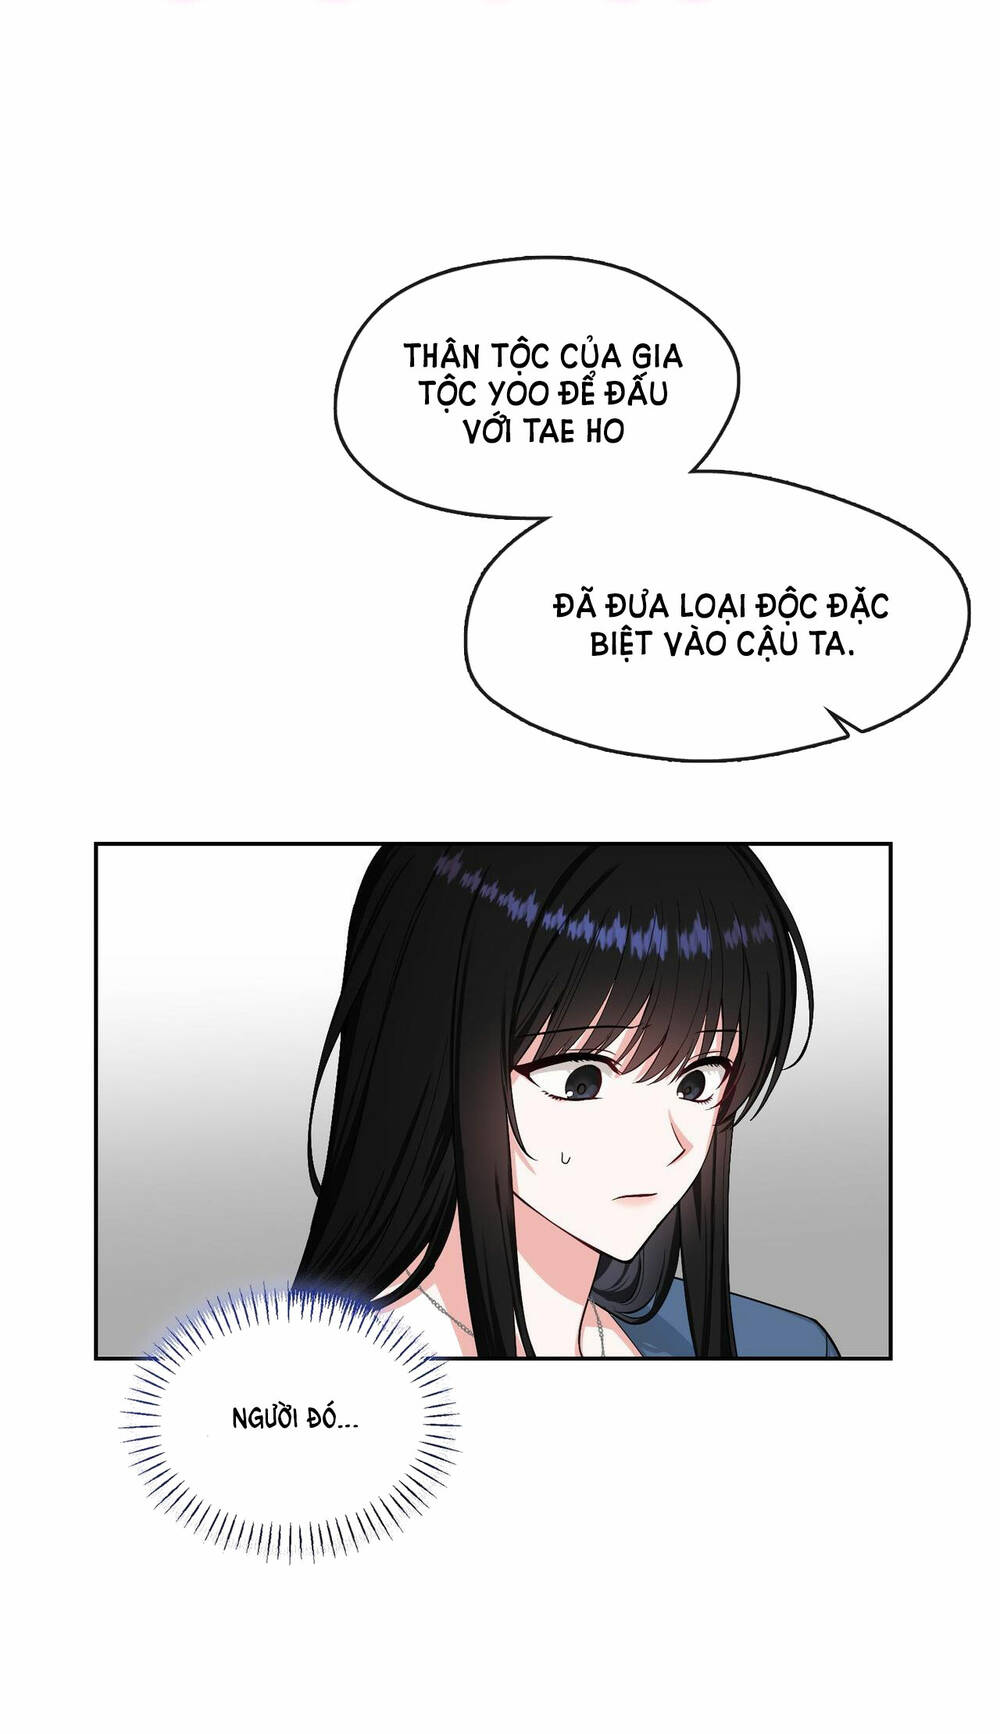 THÂN TỘC CỦA GIA
TỘC YOO ĐỂ ĐẤU
VỚI TAE HO
ĐÃ ĐƯA LOẠI ĐỘC ĐẶC
BIỆT VÀO CẬU TA.
NGƯỜI ĐÓ...